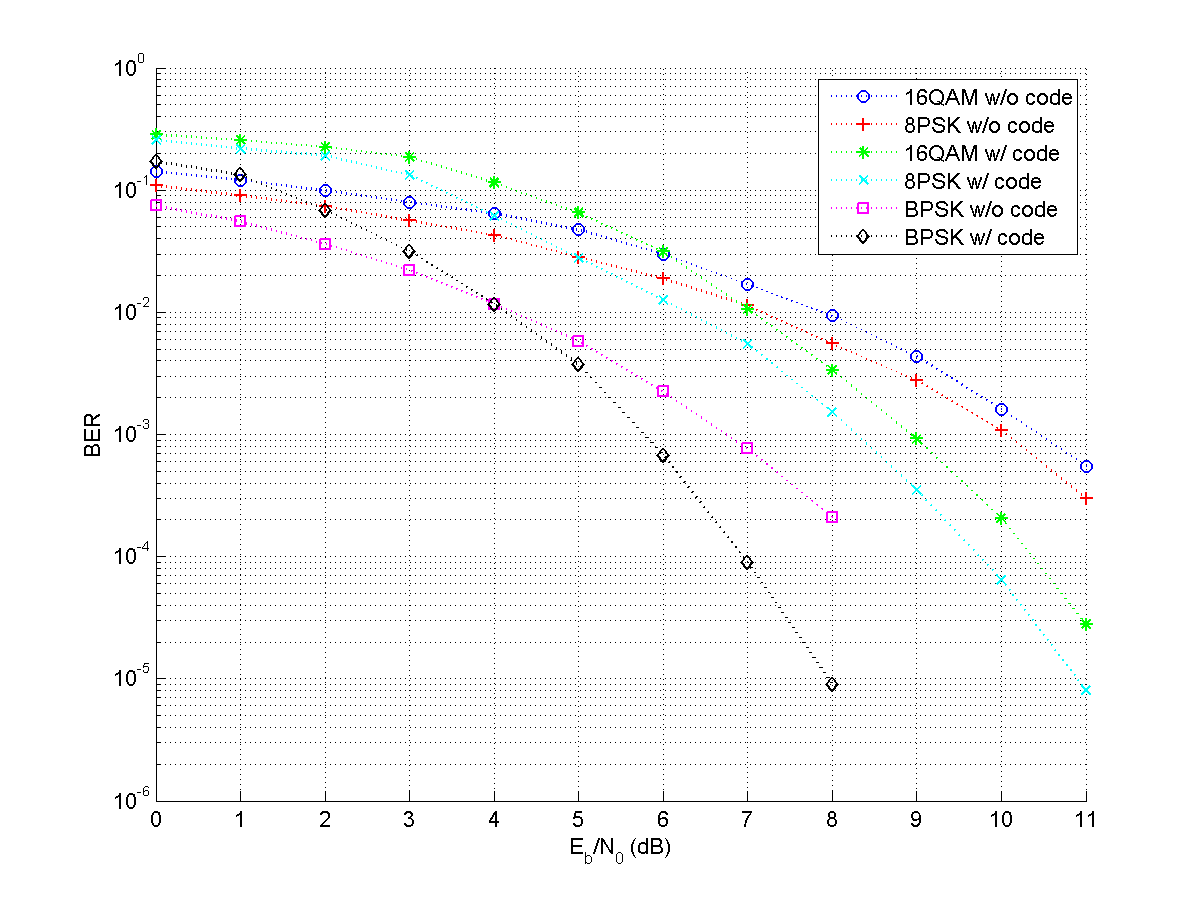 10^0
10^-1
10^-2
10^-3
10^-4
10^-5
10^-6
BER
16QAM w/o code
8PSK w/o code
16QAM w/ code
8PSK w/ code
BPSK w/o code
BPSK w/ code
0 1 2 3 4 5 6 7 8 9 10 11
E_b/N_0 (dB)